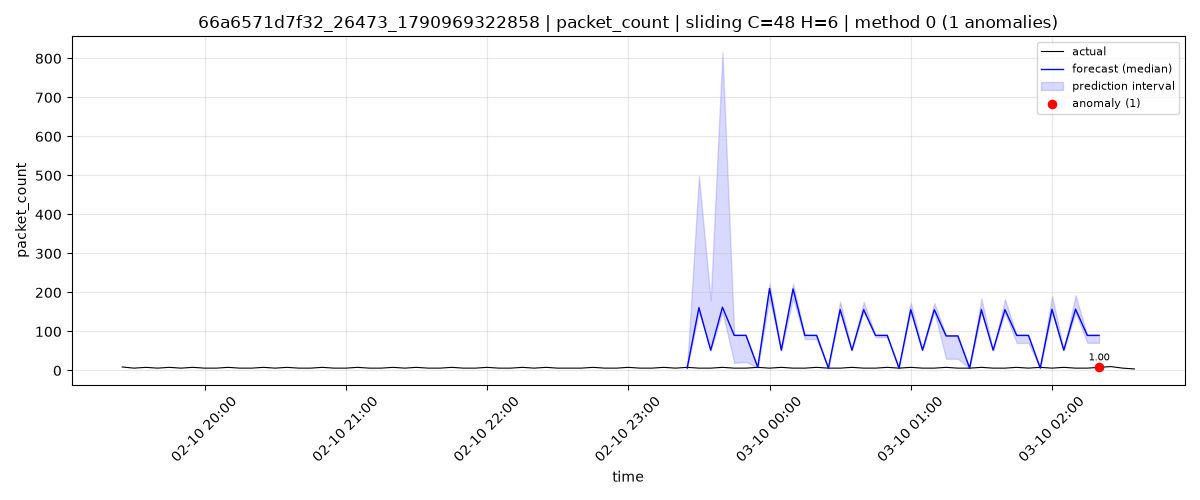 66a6571d7f32_26473_1790969322858 | packet_count | sliding C=48 H=6 | method 0 (1 anomalies)
actual
forecast (median)
prediction interval
anomaly (1)
packet_count
800
700
600
500
400
300
200
100
0
1.00
02-10 20:00
02-10 21:00
02-10 22:00
02-10 23:00
03-10 00:00
03-10 01:00
03-10 02:00
time